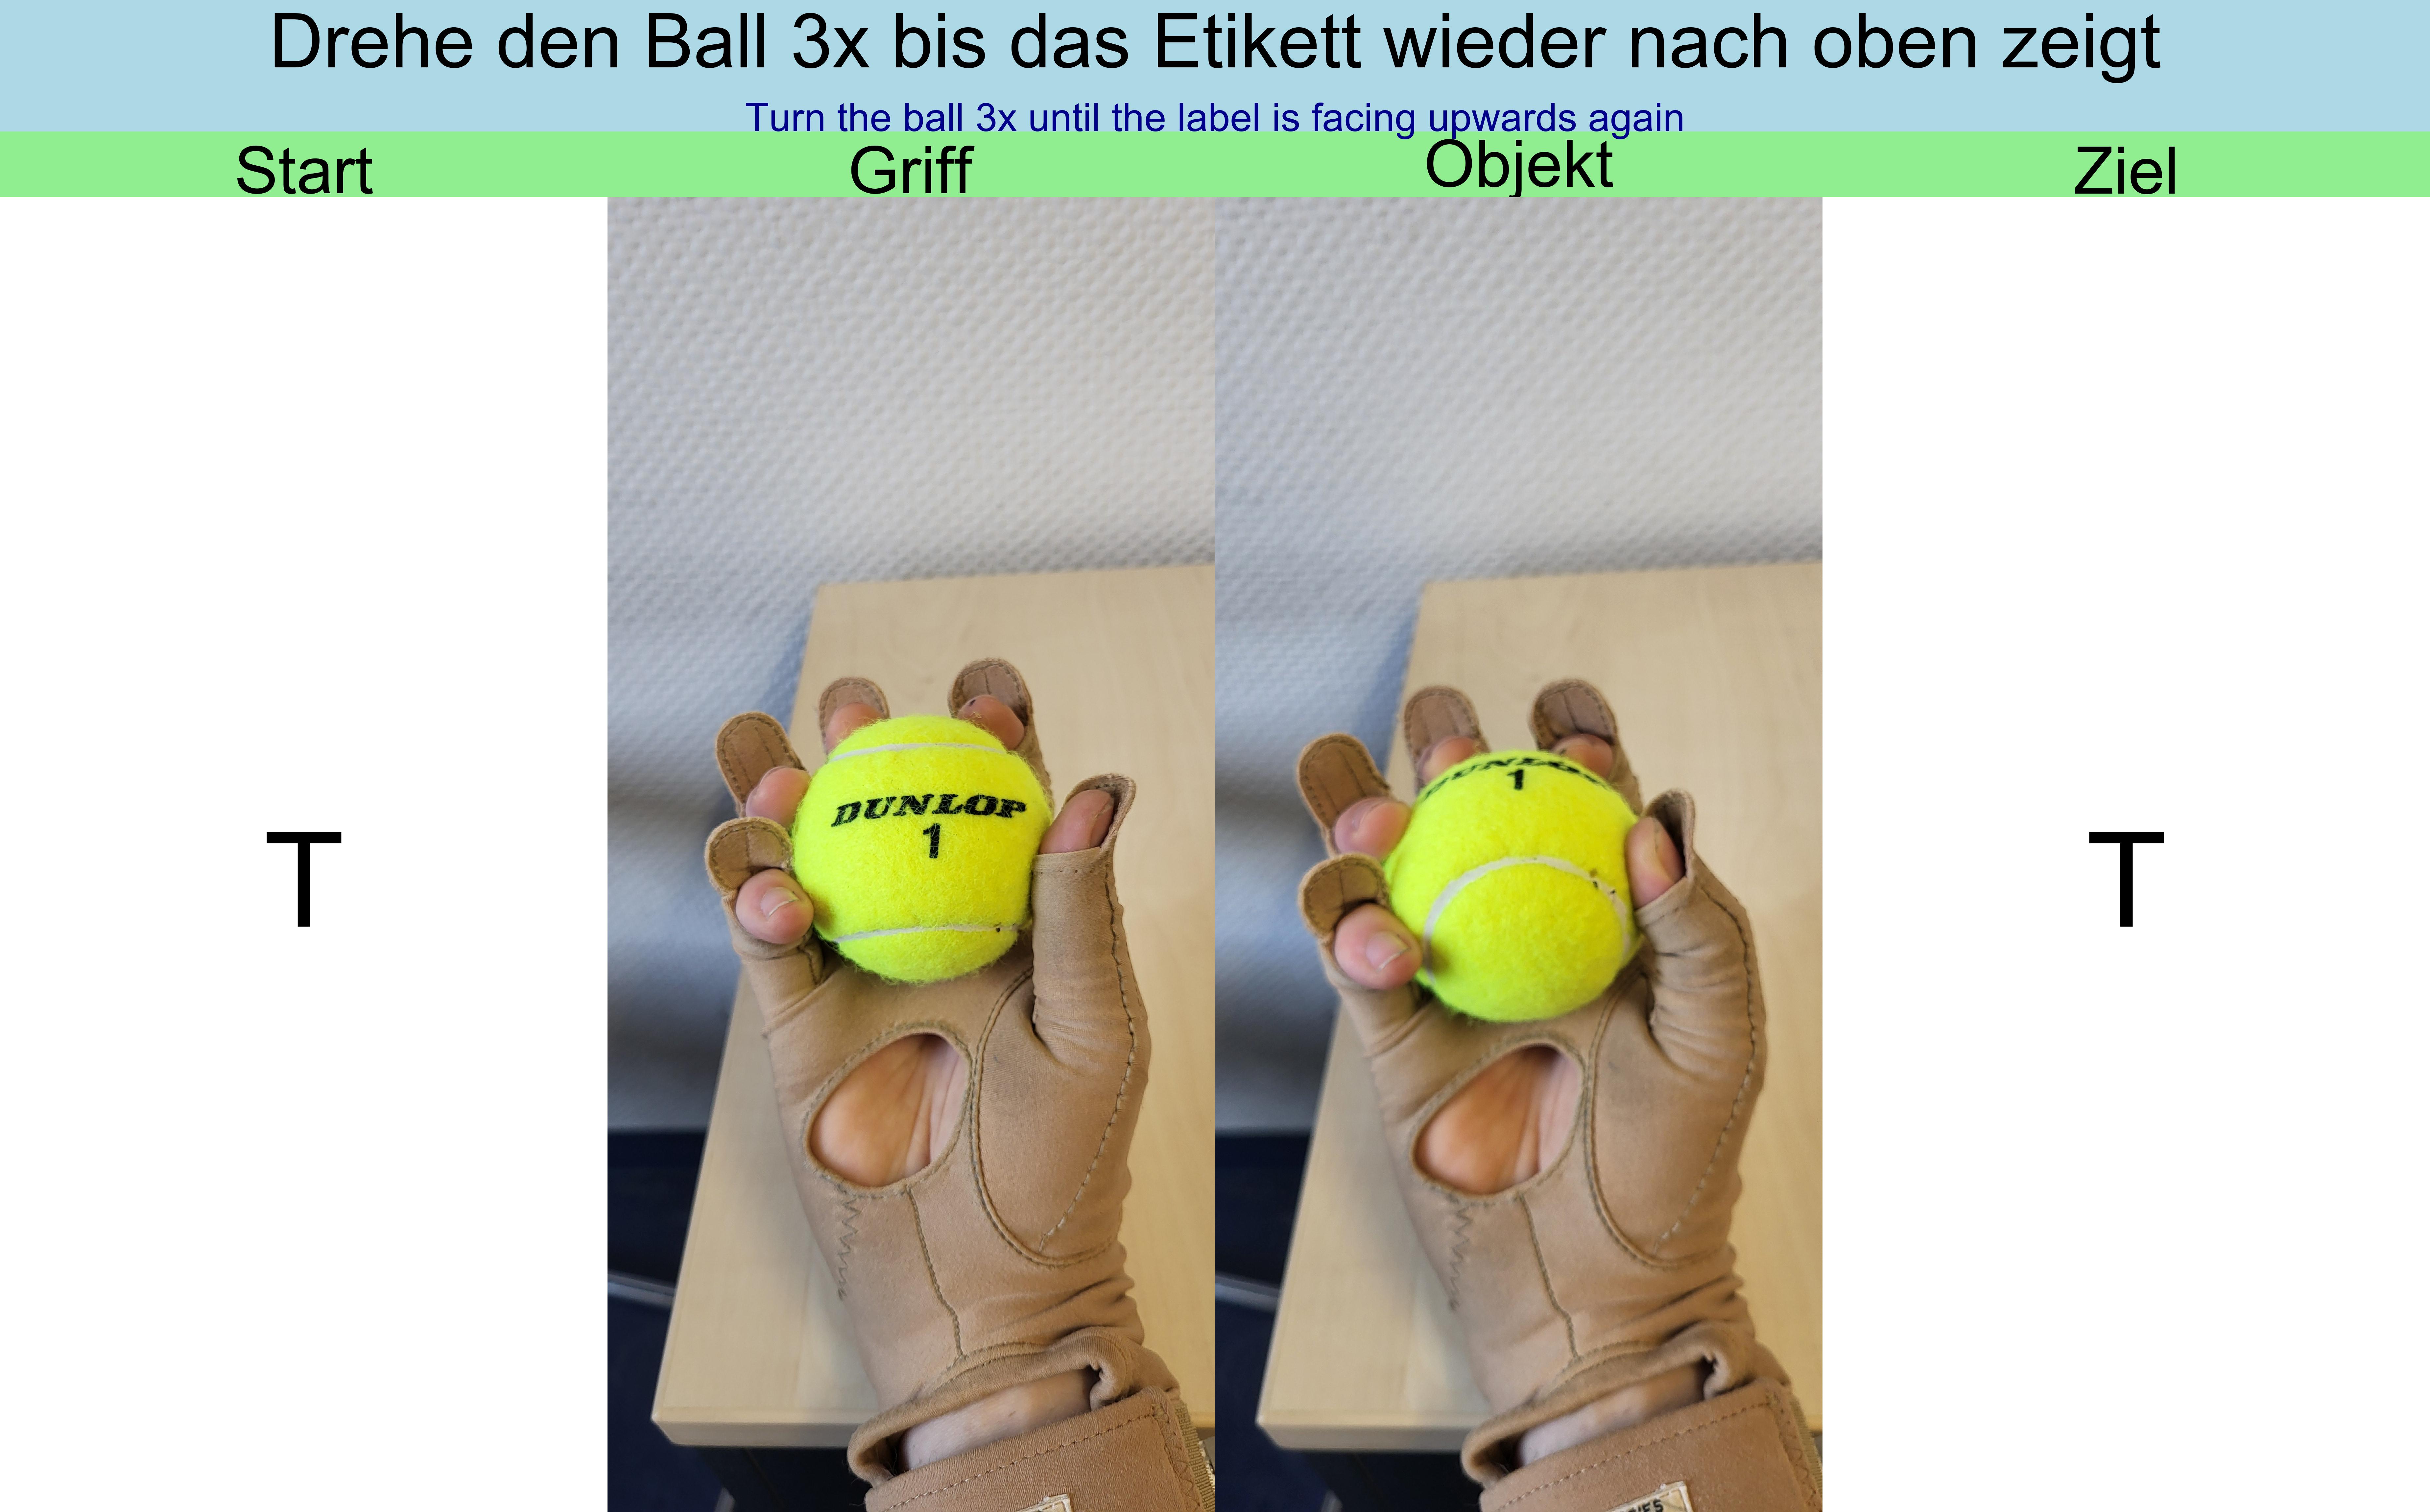 Drehe den Ball 3x bis das Etikett wieder nach oben zeigt
Turn the ball 3x until the label is facing upwards again
Start Griff Objekt Ziel
T
DUNLOP
1
DUNLOP
1
T